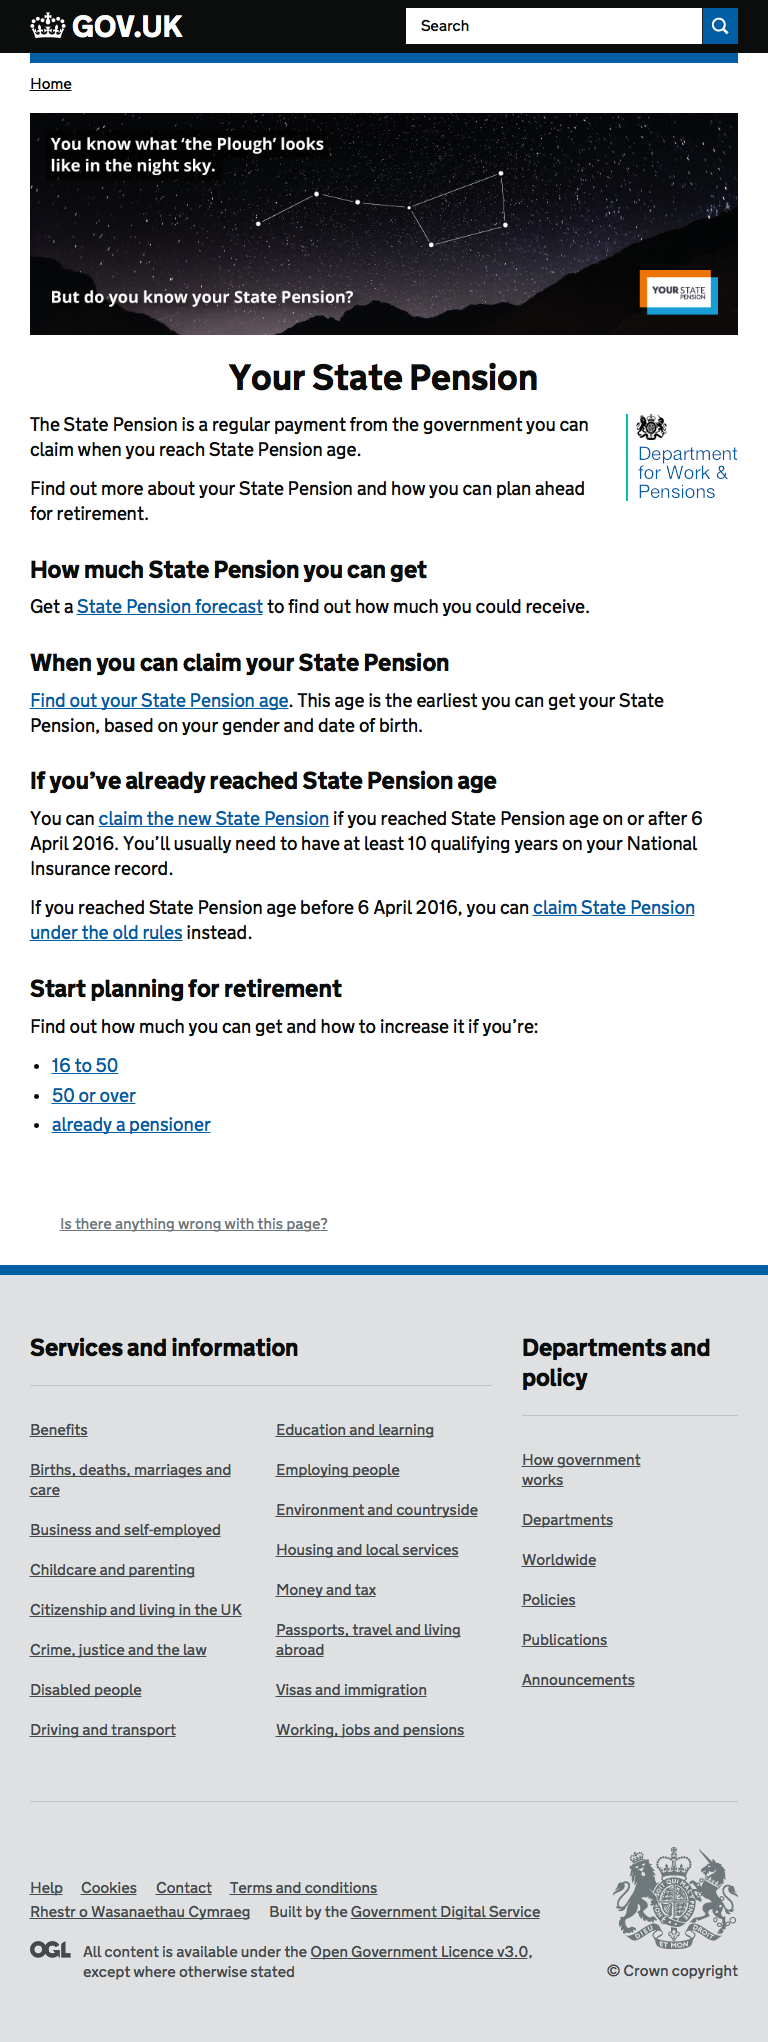 GOV.UK
Search
Home
You know what ‘the Plough’ looks
like in the night sky.
But do you know your State Pension?
YOUR STATE
PENSION
Your State Pension
The State Pension is a regular payment from the government you can
claim when you reach State Pension age.
Find out more about your State Pension and how you can plan ahead
for retirement.
Department
for Work &
Pensions
How much State Pension you can get
Get a State Pension forecast to find out how much you could receive.
When you can claim your State Pension
Find out your State Pension age. This age is the earliest you can get your State
Pension, based on your gender and date of birth.
If you’ve already reached State Pension age
You can claim the new State Pension if you reached State Pension age on or after 6
April 2016. You’ll usually need to have at least 10 qualifying years on your National
Insurance record.
If you reached State Pension age before 6 April 2016, you can claim State Pension
under the old rules instead.
Start planning for retirement
Find out how much you can get and how to increase it if you’re:
• 16 to 50
• 50 or over
• already a pensioner
Is there anything wrong with this page?
Services and information
Benefits
Births, deaths, marriages and
care
Business and self-employed
Childcare and parenting
Citizenship and living in the UK
Crime, justice and the law
Disabled people
Driving and transport
Education and learning
Employing people
Environment and countryside
Housing and local services
Money and tax
Passports, travel and living
abroad
Visas and immigration
Working, jobs and pensions
Departments and
policy
How government
works
Departments
Worldwide
Policies
Publications
Announcements
Help Cookies Contact Terms and conditions
Rhestr o Wasanaethau Cymraeg Built by the Government Digital Service
OGL
All content is available under the Open Government Licence v3.0,
except where otherwise stated
DIEU ET MON
© Crown copyright